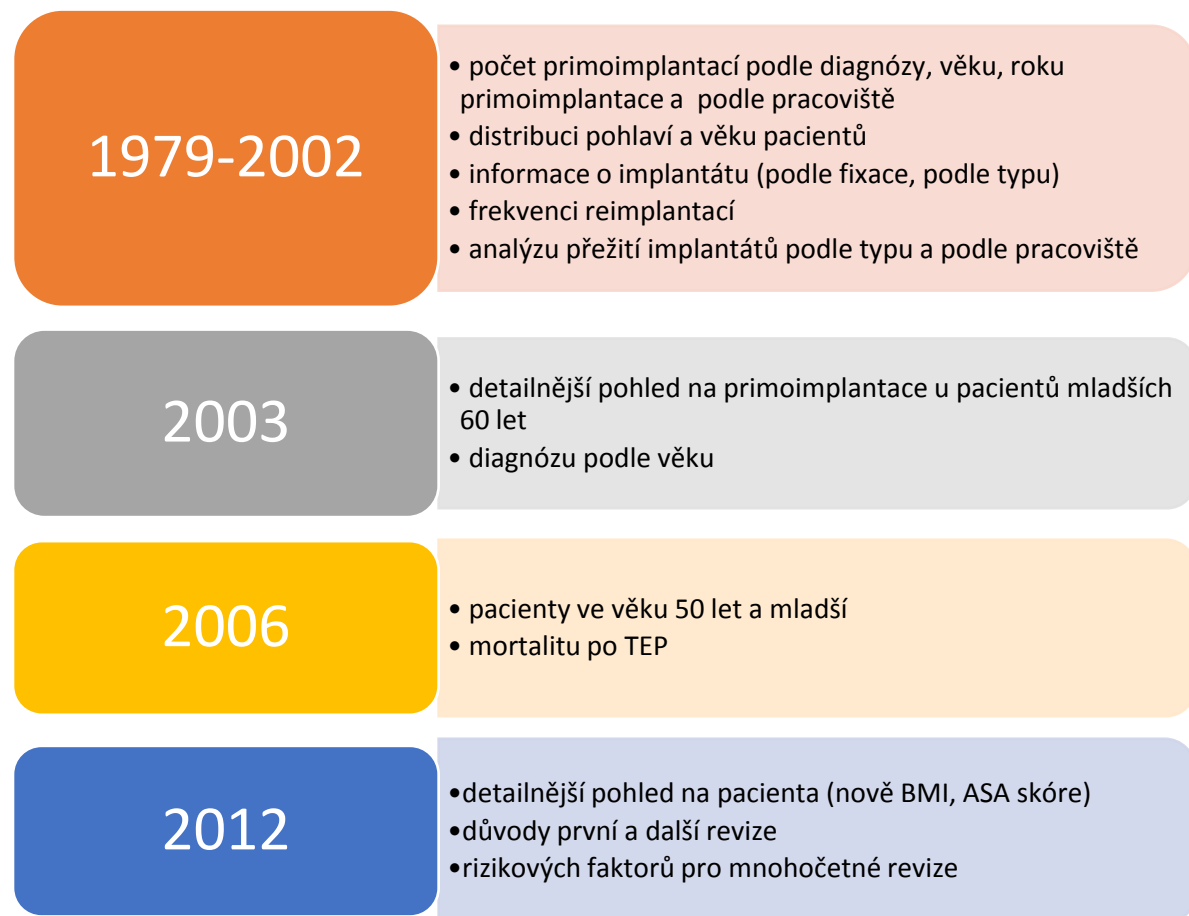 1979-2002
• počet primoimplantací podle diagnózy, věku, roku
primoimplantace a podle pracoviště
• distribuci pohlaví a věku pacientů
• informace o implantátu (podle fixace, podle typu)
• frekvenci reimplantací
• analýzu přežití implantátů podle typu a podle pracoviště
2003
• detailnější pohled na primoimplantace u pacientů mladších
60 let
• diagnózu podle věku
2006
• pacienty ve věku 50 let a mladší
• mortalitu po TEP
2012
•detailnější pohled na pacienta (nově BMI, ASA skóre)
•důvody první a další revize
•rizikových faktorů pro mnohočetné revize